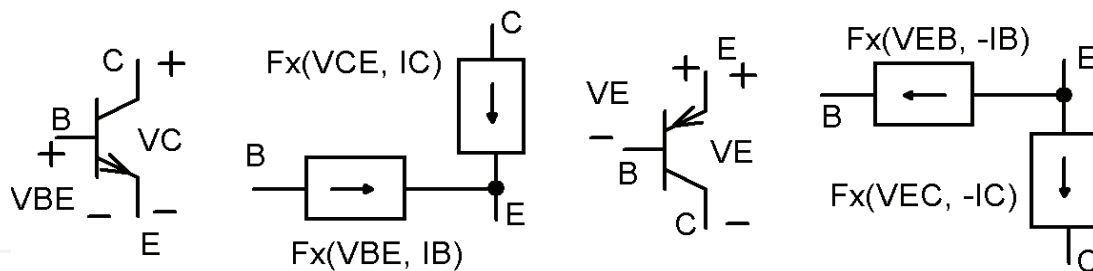 C +
B
+
VC
VBE
– –
E
C
Fx(VCE, IC)
B
E
Fx(VBE, IB)
E
+ +
VE
–
VE
B
C –
Fx(VEB, -IB)
E
B
Fx(VEC, -IC)
C